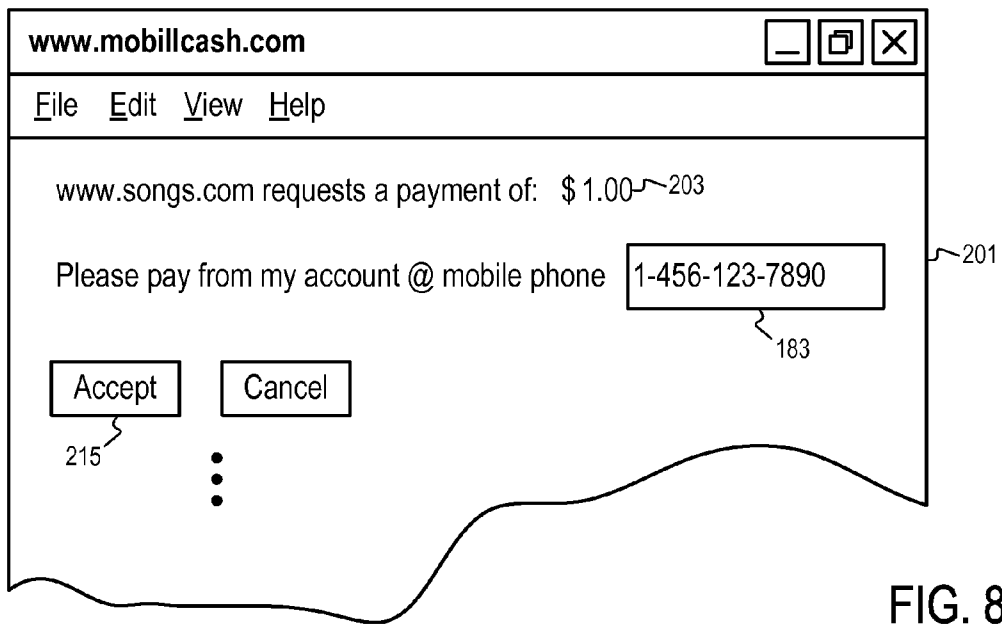 www.mobillcash.com
File Edit View Help
www.songs.com requests a payment of: $ 1.00 203
201
Please pay from my account @ mobile phone 1-456-123-7890
183
Accept Cancel
215
FIG. 8